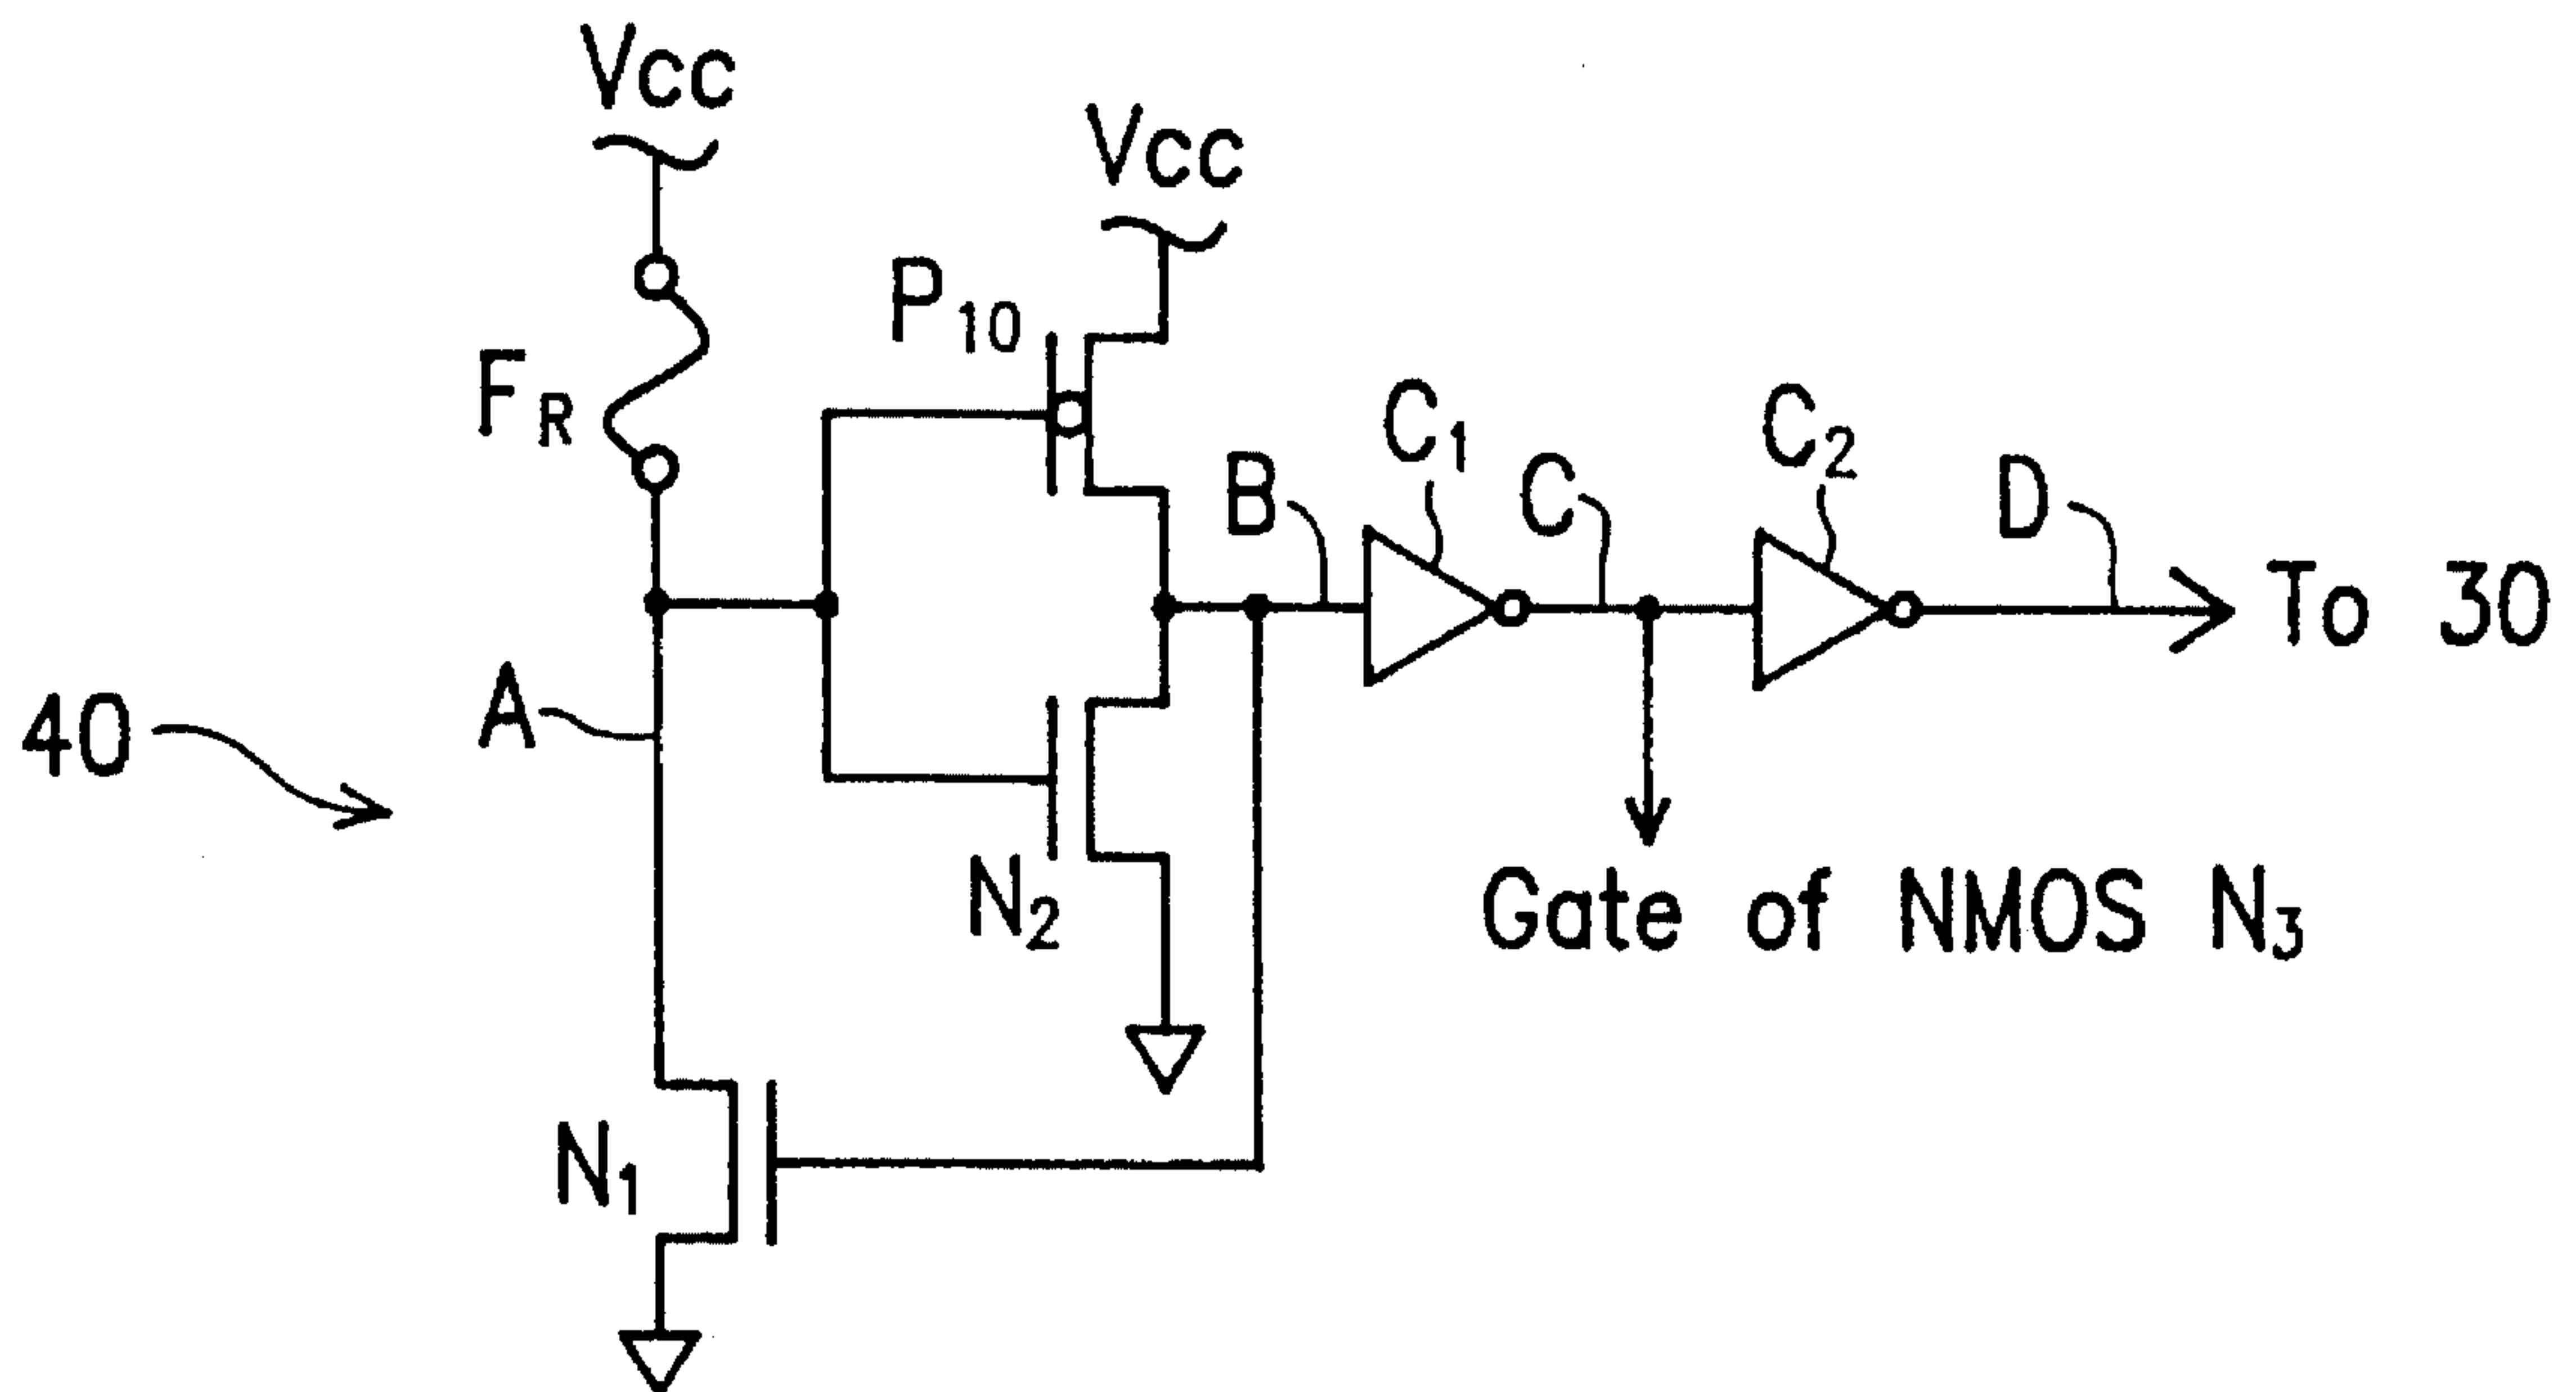 Vcc
Vcc
P10
FR
C1
C2
B
C
D
To 30
A
40
N2
Gate of NMOS N3
N1